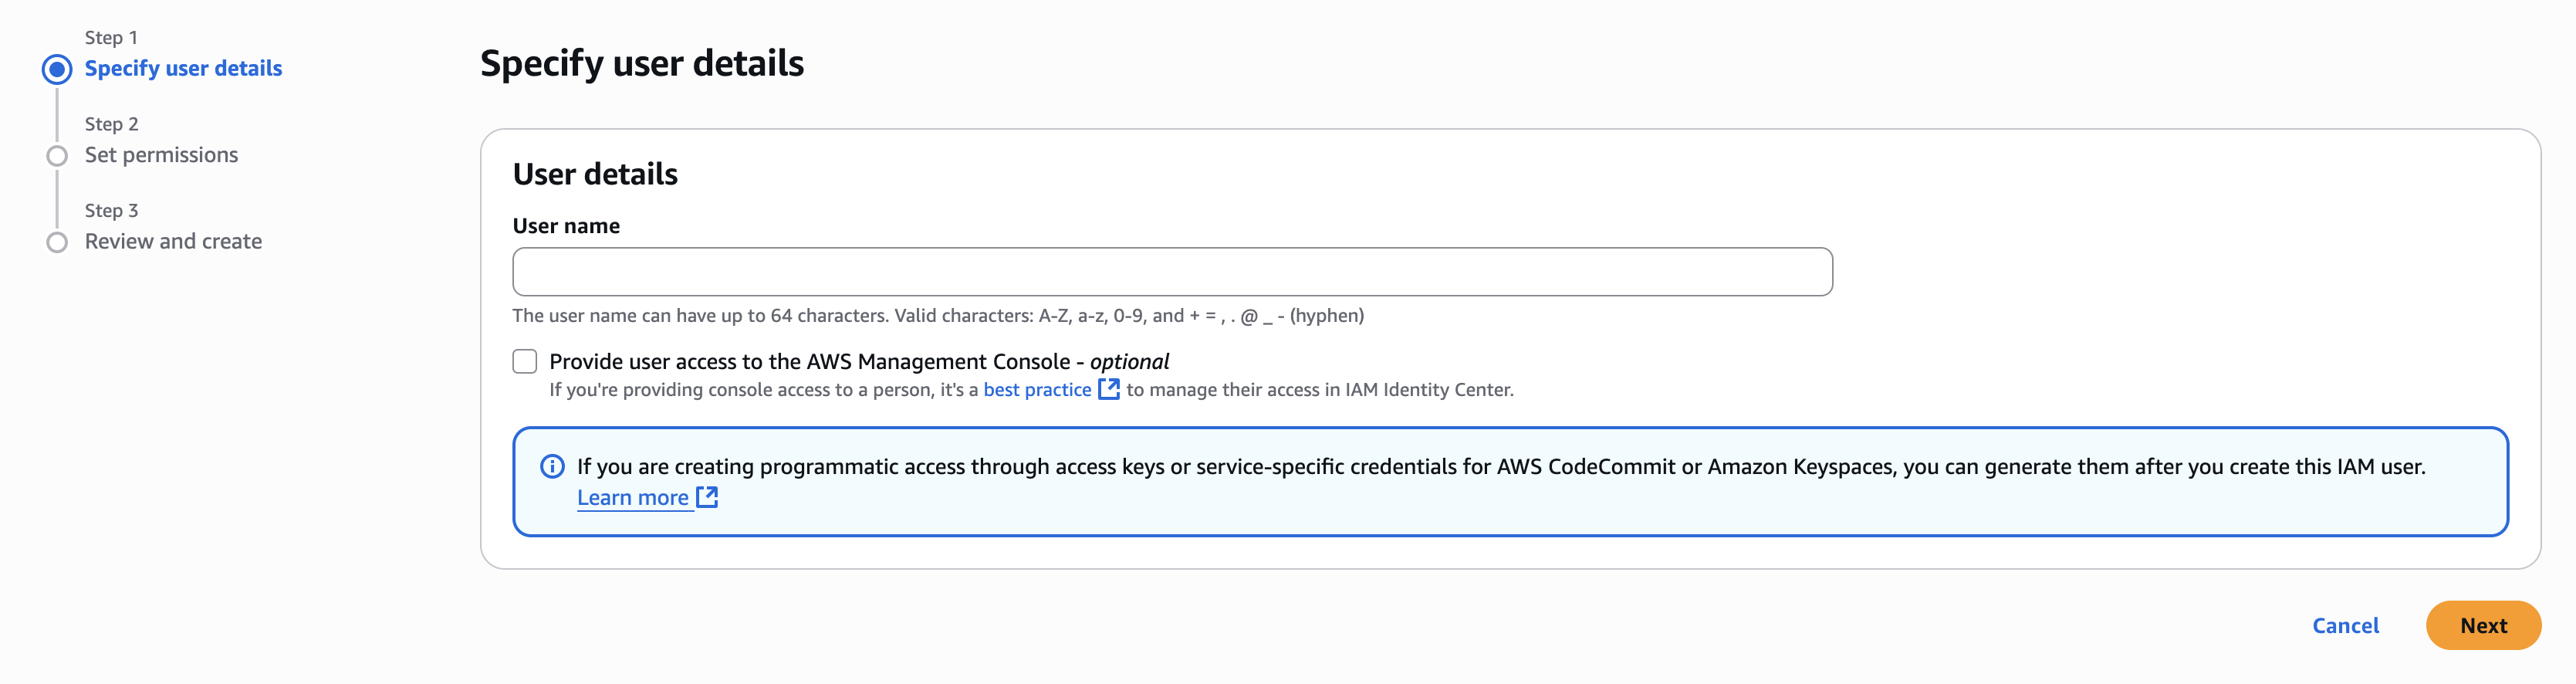 Step 1
Specify user details
Step 2
Set permissions
Step 3
Review and create
Specify user details
User details
User name
The user name can have up to 64 characters. Valid characters: A-Z, a-z, 0-9, and + = , . @ _ - (hyphen)
Provide user access to the AWS Management Console - optional
If you're providing console access to a person, it's a best practice to manage their access in IAM Identity Center.
If you are creating programmatic access through access keys or service-specific credentials for AWS CodeCommit or Amazon Keyspaces, you can generate them after you create this IAM user.
Learn more
Cancel
Next